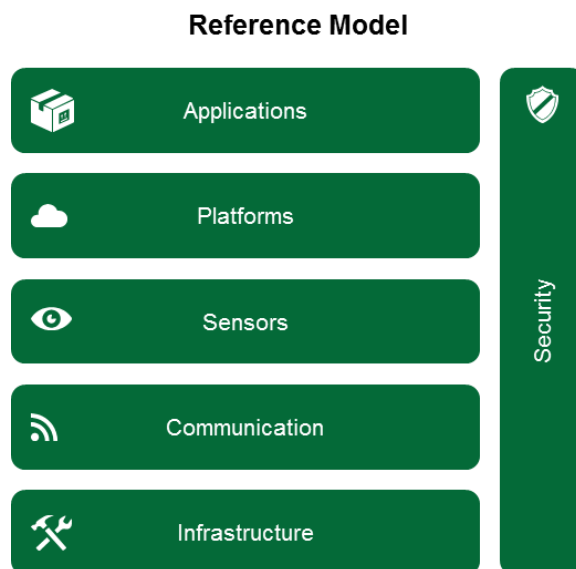 Reference Model
Applications
Platforms
Sensors
Communication
Infrastructure
Security